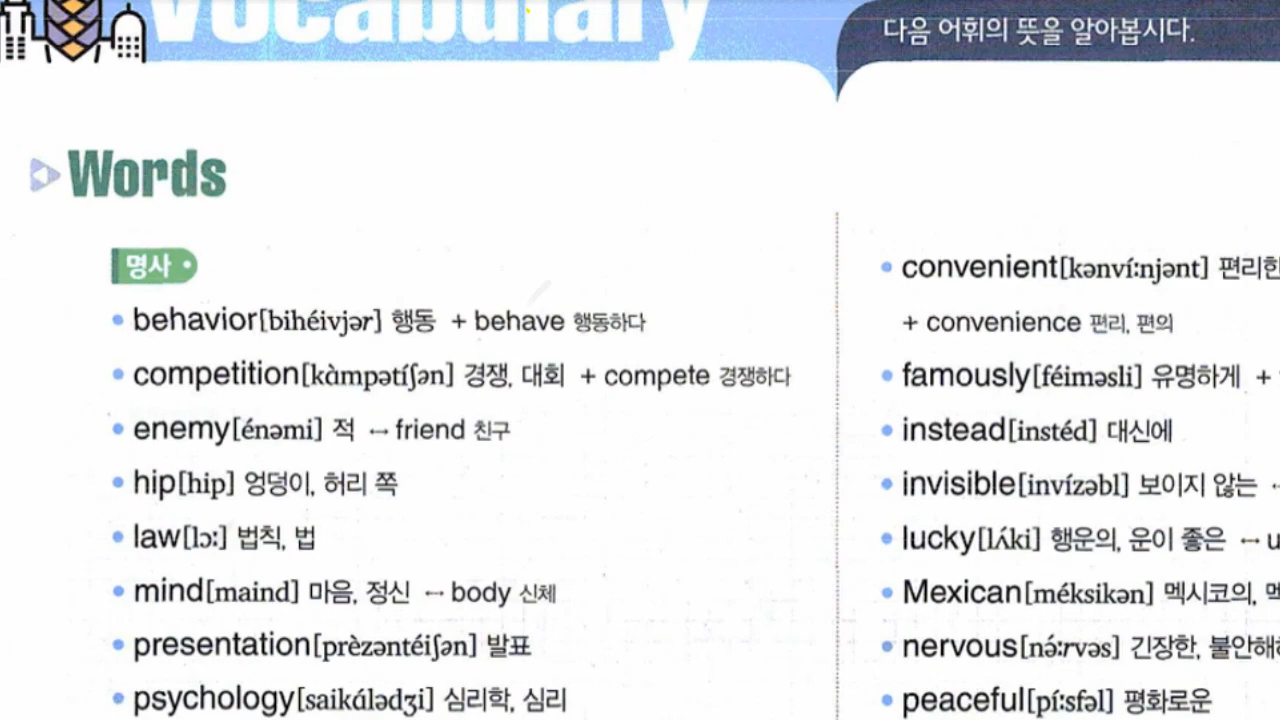 Vocabulary
다음 어휘의 뜻을 알아봅시다.
Words
명사
behavior[bihéivjər] 행동 + behave 행동하다
competition[kàmpətíʃən] 경쟁, 대회 + compete 경쟁하다
enemy[énəmi] 적 ↔ friend 친구
hip[hip] 엉덩이, 허리 쪽
law[lɔː] 법칙, 법
mind[maind] 마음, 정신 ↔ body 신체
presentation[prèzəntéiʃən] 발표
psychology[saikɑ́lədʒi] 심리학, 심리
convenient[kənvíːnjənt] 편리한
+ convenience 편리, 편의
famously[féiməsli] 유명하게 +
instead[instéd] 대신에
invisible[invízəbl] 보이지 않는
lucky[lʌ́ki] 행운의, 운이 좋은 ↔
Mexican[méksikən] 멕시코의,
nervous[nə́ːrvəs] 긴장한,
peaceful[píːsfəl] 평화로운